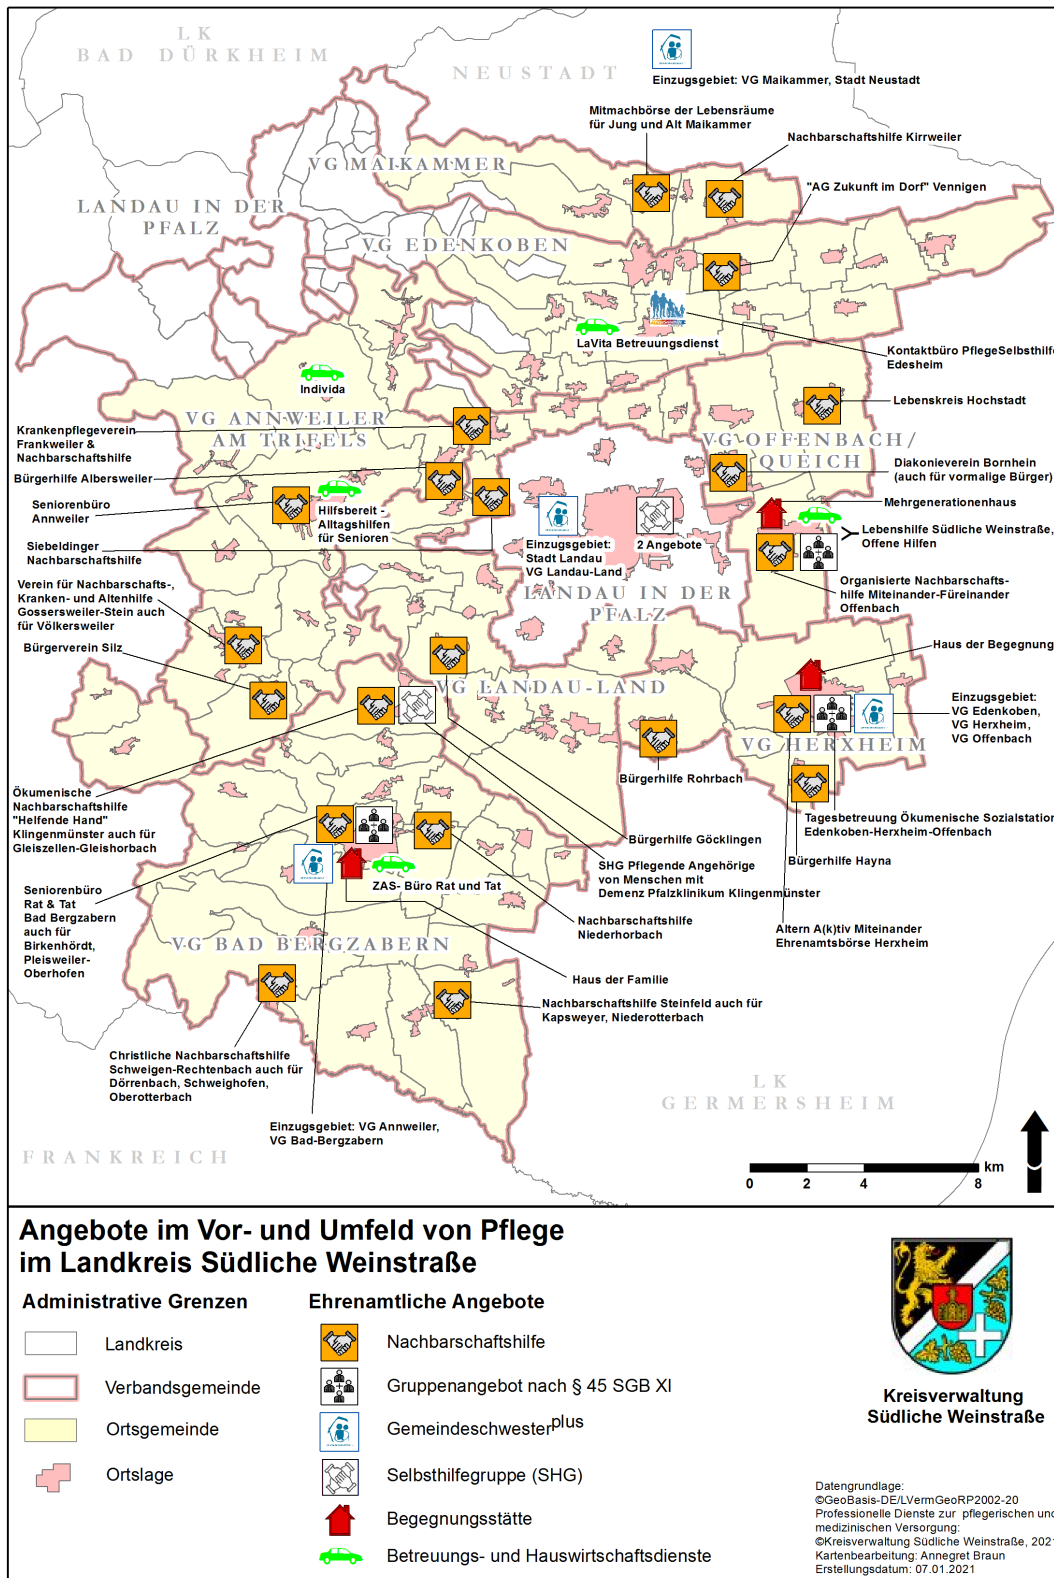 LK
BAD DÜRKHEIM
NEUSTADT
Einzugsgebiet: VG Maikammer, Stadt Neustadt
Mitmachbörse der Lebensräume
für Jung und Alt Maikammer
Nachbarschaftshilfe Kirrweiler
VG MAIKAMMER
"AG Zukunft im Dorf" Vennigen
LANDAU IN DER
PFALZ
VG EDENKOBEN
LaVita Betreuungsdienst
Kontaktbüro PflegeSelbsthilfe
Edesheim
Individa
Lebenskreis Hochstadt
VG ANNWEILER
AM TRIFELS
Krankenpflegeverein
Frankweiler &
Nachbarschaftshilfe
VG OFFENBACH/
QUEICH
Diakonieverein Bornhein
(auch für vormalige Bürger)
Bürgerhilfe Albersweiler
Seniorenbüro
Annweiler
Hilfsbereit -
Alltagshilfen
für Senioren
Mehrgenerationenhaus
Lebenshilfe Südliche Weinstraße,
Offene Hilfen
Einzugsgebiet:
Stadt Landau
VG Landau-Land
2 Angebote
Siebeldinger
Nachbarschaftshilfe
LANDAU IN DER
PFALZ
Organisierte Nachbarschafts-
hilfe Miteinander-Füreinander
Offenbach
Verein für Nachbarschafts-,
Kranken- und Altenhilfe
Gossersweiler-Stein auch
für Völkersweiler
Bürgerverein Silz
Haus der Begegnung
VG LANDAU-LAND
Einzugsgebiet:
VG Edenkoben,
VG Herxheim,
VG Offenbach
VG HERXHEIM
Bürgerhilfe Rohrbach
Ökumenische
Nachbarschaftshilfe
"Helfende Hand"
Klingenmünster auch für
Gleiszellen-Gleishorbach
Tagesbetreuung Ökumenische Sozialstation
Edenkoben-Herxheim-Offenbach
Bürgerhilfe Göcklingen
Bürgerhilfe Hayna
SHG Pflegende Angehörige
von Menschen mit
Demenz Pfalzklinikum Klingenmünster
ZAS- Büro Rat und Tat
Seniorenbüro
Rat & Tat
Bad Bergzabern
auch für
Birkenhördt,
Pleisweiler-
Oberhofen
Nachbarschaftshilfe
Niederhorbach
Altern A(k)tiv Miteinander
Ehrenamtsbörse Herxheim
VG BAD BERGZABERN
Haus der Familie
Nachbarschaftshilfe Steinfeld auch für
Kapsweyer, Niederotterbach
Christliche Nachbarschaftshilfe
Schweigen-Rechtenbach auch für
Dörrenbach, Schweighofen,
Oberotterbach
LK
GERMERSHEIM
Einzugsgebiet: VG Annweiler,
VG Bad-Bergzabern
FRANKREICH
km
0 2 4 8
Angebote im Vor- und Umfeld von Pflege
im Landkreis Südliche Weinstraße
Administrative Grenzen
Landkreis
Verbandsgemeinde
Ortsgemeinde
Ortslage
Ehrenamtliche Angebote
Nachbarschaftshilfe
Gruppenangebot nach § 45 SGB XI
Gemeindeschwester plus
Selbsthilfegruppe (SHG)
Begegnungsstätte
Betreuungs- und Hauswirtschaftsdienste
Kreisverwaltung
Südliche Weinstraße
Datengrundlage:
©GeoBasis-DE/LVermGeoRP2002-20
Professionelle Dienste zur pflegerischen und
medizinischen Versorgung:
©Kreisverwaltung Südliche Weinstraße, 2021
Kartenbearbeitung: Annegret Braun
Erstellungsdatum: 07.01.2021